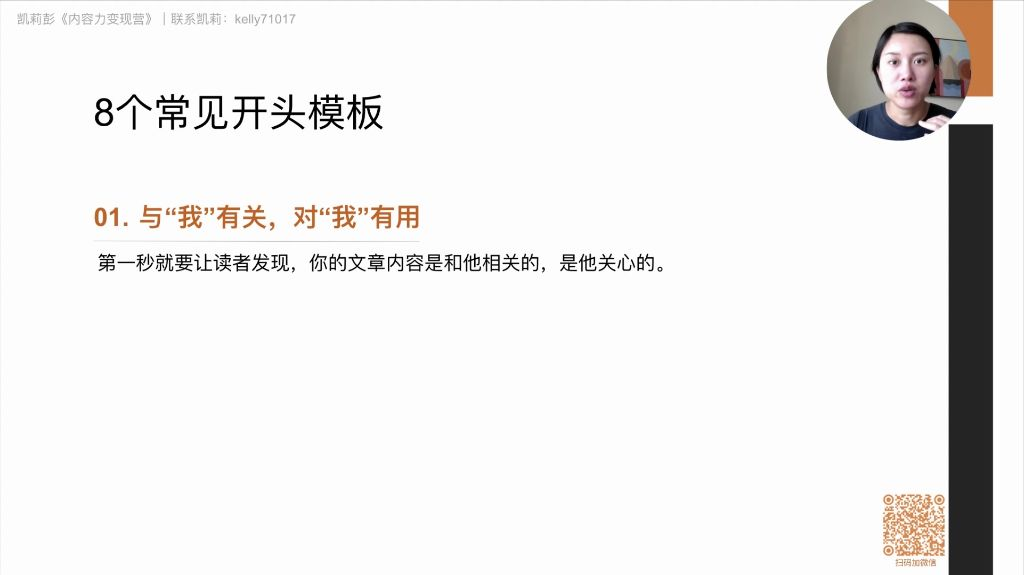 凯莉彭《内容力变现营》｜联系凯莉：kelly71017
8个常见开头模板
01. 与“我”有关，对“我”有用
第一秒就要让读者发现，你的文章内容是和他相关的，是他关心的。
扫码加微信